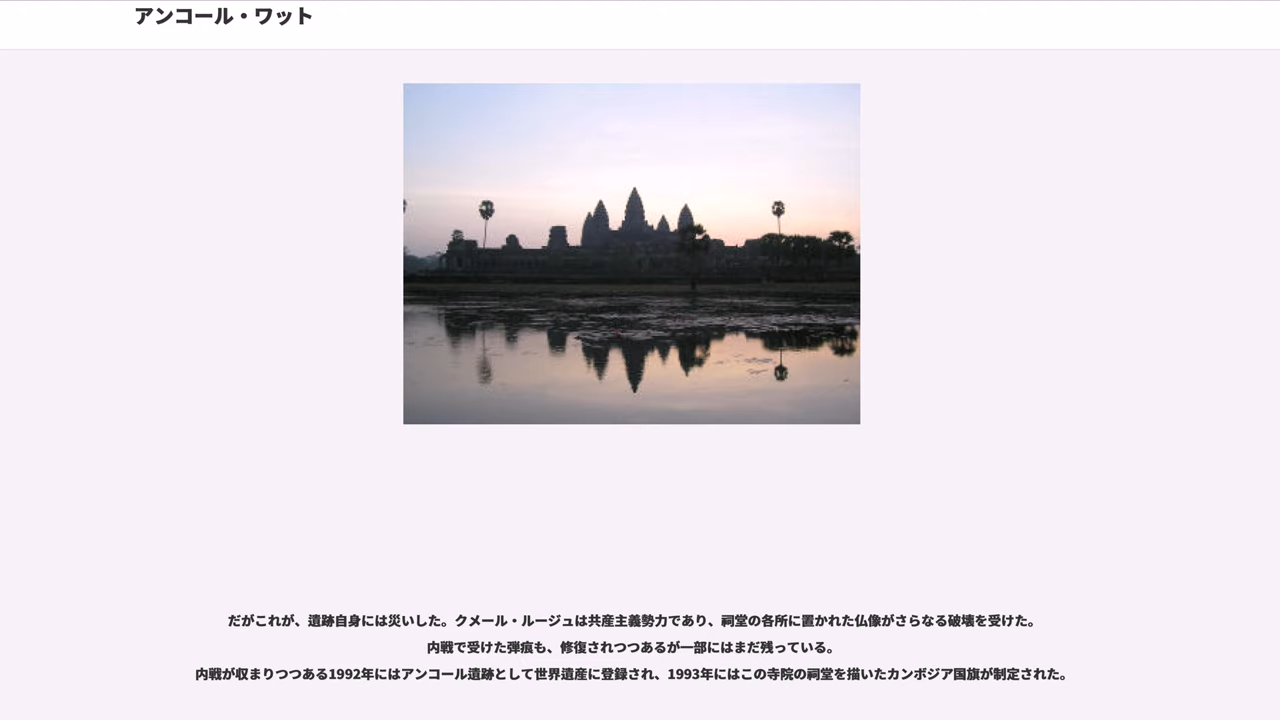 アンコール・ワット
だがこれが、遺跡自身には災いした。クメール・ルージュは共産主義勢力であり、祠堂の各所に置かれた仏像がさらなる破壊を受けた。
内戦で受けた弾痕も、修復されつつあるが一部にはまだ残っている。
内戦が収まりつつある1992年にはアンコール遺跡として世界遺産に登録され、1993年にはこの寺院の祠堂を描いたカンボジア国旗が制定された。